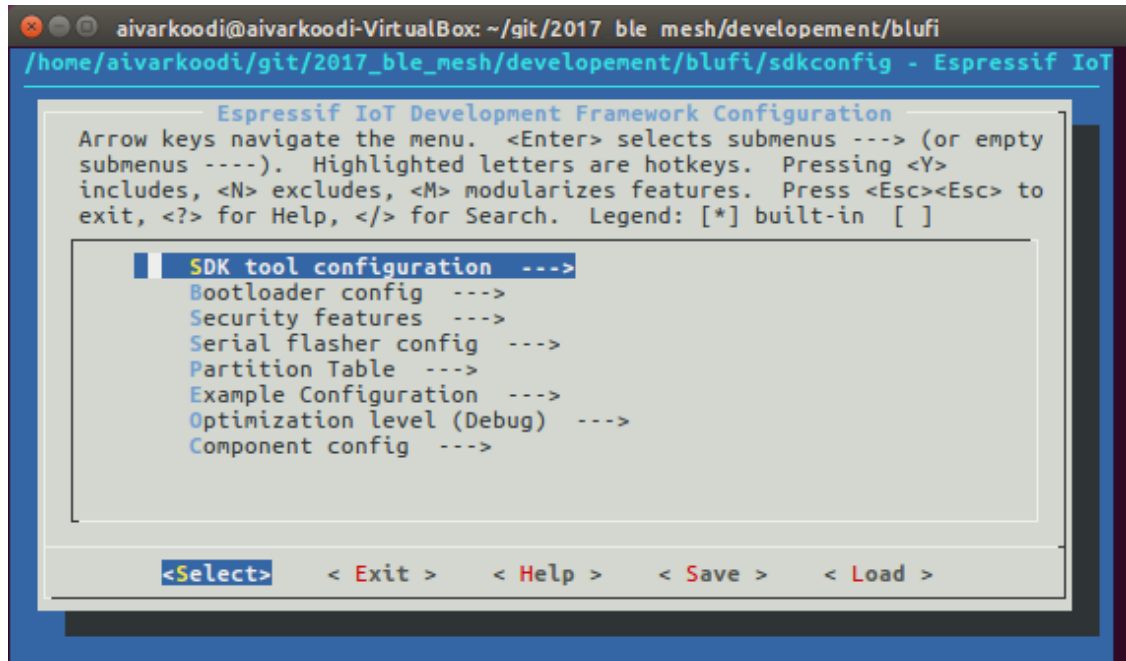 aivarkoodi@aivarkoodi-VirtualBox: ~/git/2017_ble_mesh/developement/blufi
/home/aivarkoodi/git/2017_ble_mesh/developement/blufi/sdkconfig - Espressif IoT
Espressif IoT Development Framework Configuration
Arrow keys navigate the menu. <Enter> selects submenus ---> (or empty
submenus ----). Highlighted letters are hotkeys. Pressing <Y>
includes, <N> excludes, <M> modularizes features. Press <Esc><Esc> to
exit, <?> for Help, </> for Search. Legend: [*] built-in [ ]
SDK tool configuration --->
Bootloader config --->
Security features --->
Serial flasher config --->
Partition Table --->
Example Configuration --->
Optimization level (Debug) --->
Component config --->
<Select> < Exit > < Help > < Save > < Load >